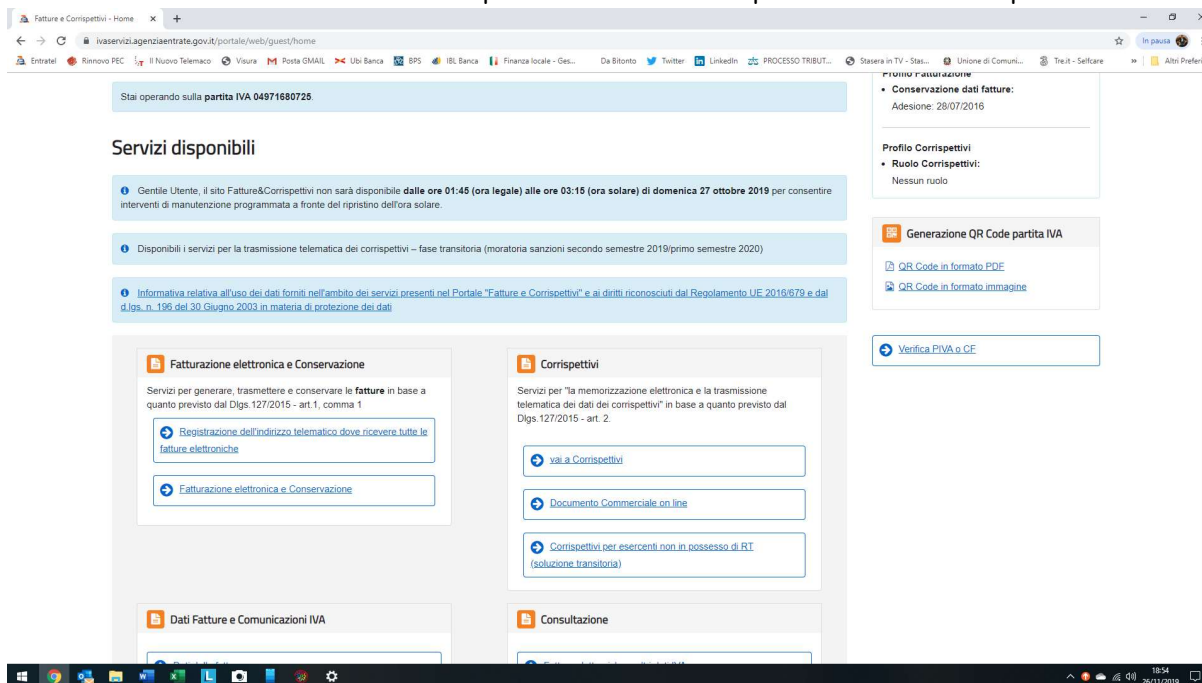 Fatture e Corrispettivi - Home
ivaservizi.agenziaentrate.gov.it/portale/web/guest/home
In pausa
Entratel Rinnovo PEC Il Nuovo Telemaco Visura Posta GMAIL Ubi Banca BPS IBL Banca Finanza locale - Ges... Da Bitonto Twitter LinkedIn PROCESSO TRIBUT... Stasera in TV - Stas... Unione di Comuni... Tre.it - Selfcare » Altri Preferi
Stai operando sulla partita IVA 04971680725.
Servizi disponibili
Gentile Utente, il sito Fatture&Corrispettivi non sarà disponibile dalle ore 01:45 (ora legale) alle ore 03:15 (ora solare) di domenica 27 ottobre 2019 per consentire
interventi di manutenzione programmata a fronte del ripristino dell'ora solare.
Disponibili i servizi per la trasmissione telematica dei corrispettivi – fase transitoria (moratoria sanzioni secondo semestre 2019/primo semestre 2020)
Informativa relativa all'uso dei dati forniti nell'ambito dei servizi presenti nel Portale "Fatture e Corrispettivi" e ai diritti riconosciuti dal Regolamento UE 2016/679 e dal
d.lgs. n. 196 del 30 Giugno 2003 in materia di protezione dei dati
Fatturazione elettronica e Conservazione
Servizi per generare, trasmettere e conservare le fatture in base a
quanto previsto dal Dlgs.127/2015 - art.1, comma 1
Registrazione dell'indirizzo telematico dove ricevere tutte le
fatture elettroniche
Fatturazione elettronica e Conservazione
Corrispettivi
Servizi per "la memorizzazione elettronica e la trasmissione
telematica dei dati dei corrispettivi" in base a quanto previsto dal
Dlgs.127/2015 - art. 2.
vai a Corrispettivi
Documento Commerciale on line
Corrispettivi per esercenti non in possesso di RT
(soluzione transitoria)
Dati Fatture e Comunicazioni IVA
Consultazione
Profilo Fatturazione
• Conservazione dati fatture:
Adesione: 28/07/2016
Profilo Corrispettivi
• Ruolo Corrispettivi:
Nessun ruolo
Generazione QR Code partita IVA
QR Code in formato PDF
QR Code in formato immagine
Verifica PIVA o CF
18:54
26/11/2019